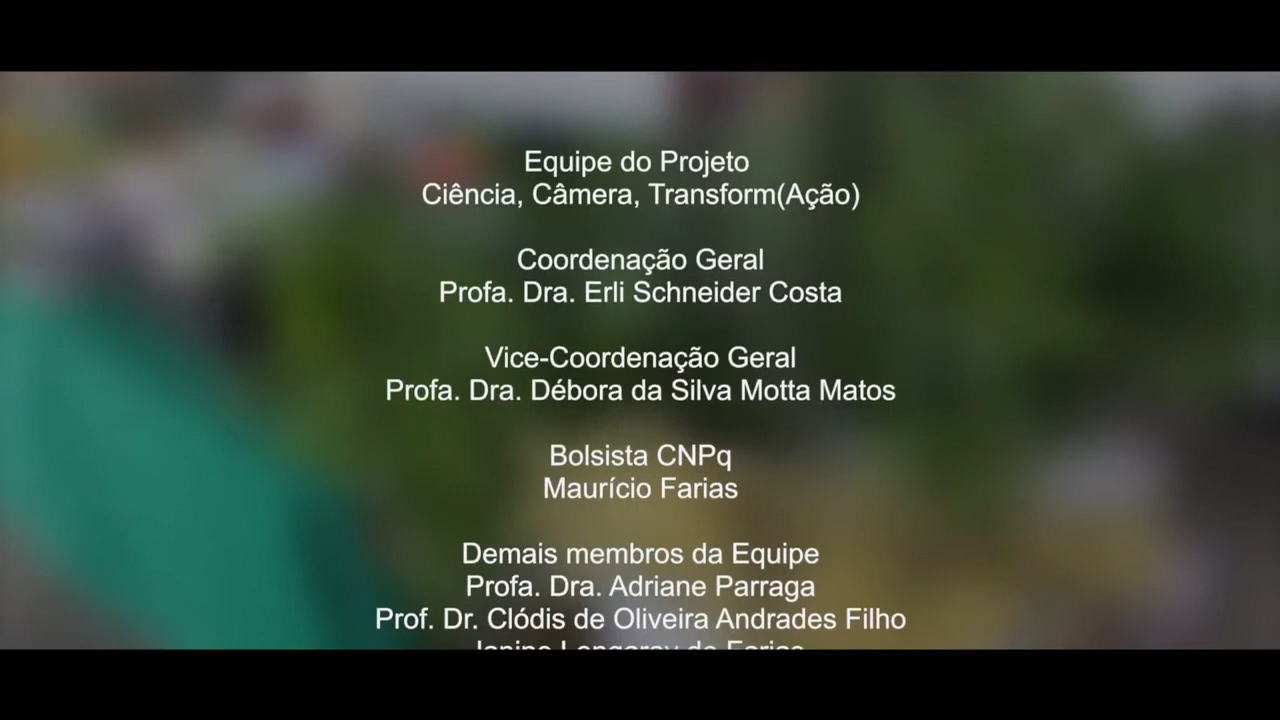 Equipe do Projeto
Ciência, Câmera, Transform(Ação)
Coordenação Geral
Profa. Dra. Erli Schneider Costa
Vice-Coordenação Geral
Profa. Dra. Débora da Silva Motta Matos
Bolsista CNPq
Maurício Farias
Demais membros da Equipe
Profa. Dra. Adriane Parraga
Prof. Dr. Clódis de Oliveira Andrades Filho